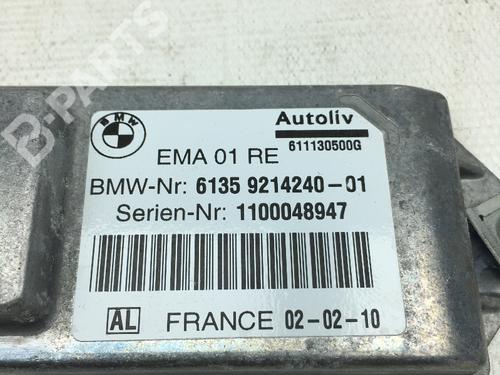 B-PARTS
BMW
Autoliv
611130500G
EMA 01 RE
BMW-Nr: 6135 9214240-01
Serien-Nr: 1100048947
AL FRANCE 02-02-10